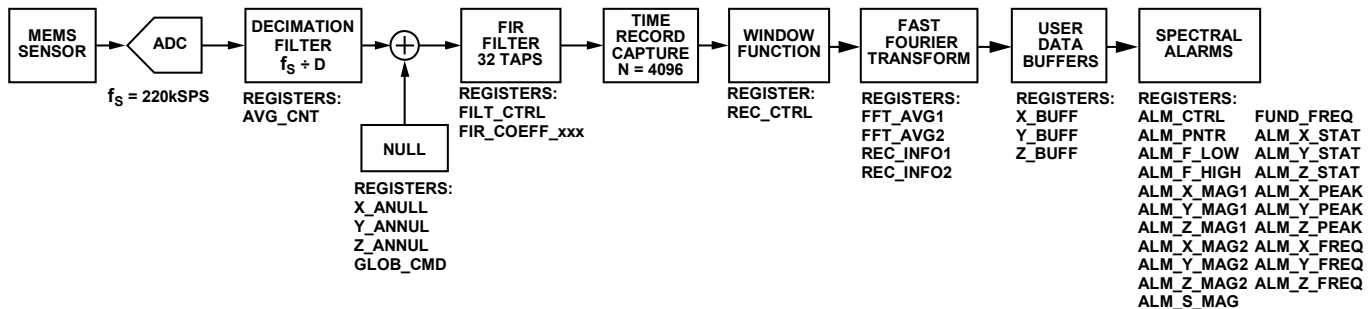 MEMS
SENSOR
ADC
fS = 220kSPS
DECIMATION
FILTER
fS ÷ D
REGISTERS:
AVG_CNT
+
NULL
REGISTERS:
X_ANULL
Y_ANNUL
Z_ANNUL
GLOB_CMD
FIR
FILTER
32 TAPS
REGISTERS:
FILT_CTRL
FIR_COEFF_xxx
TIME
RECORD
CAPTURE
N = 4096
WINDOW
FUNCTION
REGISTER:
REC_CTRL
FAST
FOURIER
TRANSFORM
REGISTERS:
FFT_AVG1
FFT_AVG2
REC_INFO1
REC_INFO2
USER
DATA
BUFFERS
REGISTERS:
X_BUFF
Y_BUFF
Z_BUFF
SPECTRAL
ALARMS
REGISTERS:
ALM_CTRL FUND_FREQ
ALM_PNTR ALM_X_STAT
ALM_F_LOW ALM_Y_STAT
ALM_F_HIGH ALM_Z_STAT
ALM_X_MAG1 ALM_X_PEAK
ALM_Y_MAG1 ALM_Y_PEAK
ALM_Z_MAG1 ALM_Z_PEAK
ALM_X_MAG2 ALM_X_FREQ
ALM_Y_MAG2 ALM_Y_FREQ
ALM_Z_MAG2 ALM_Z_FREQ
ALM_S_MAG